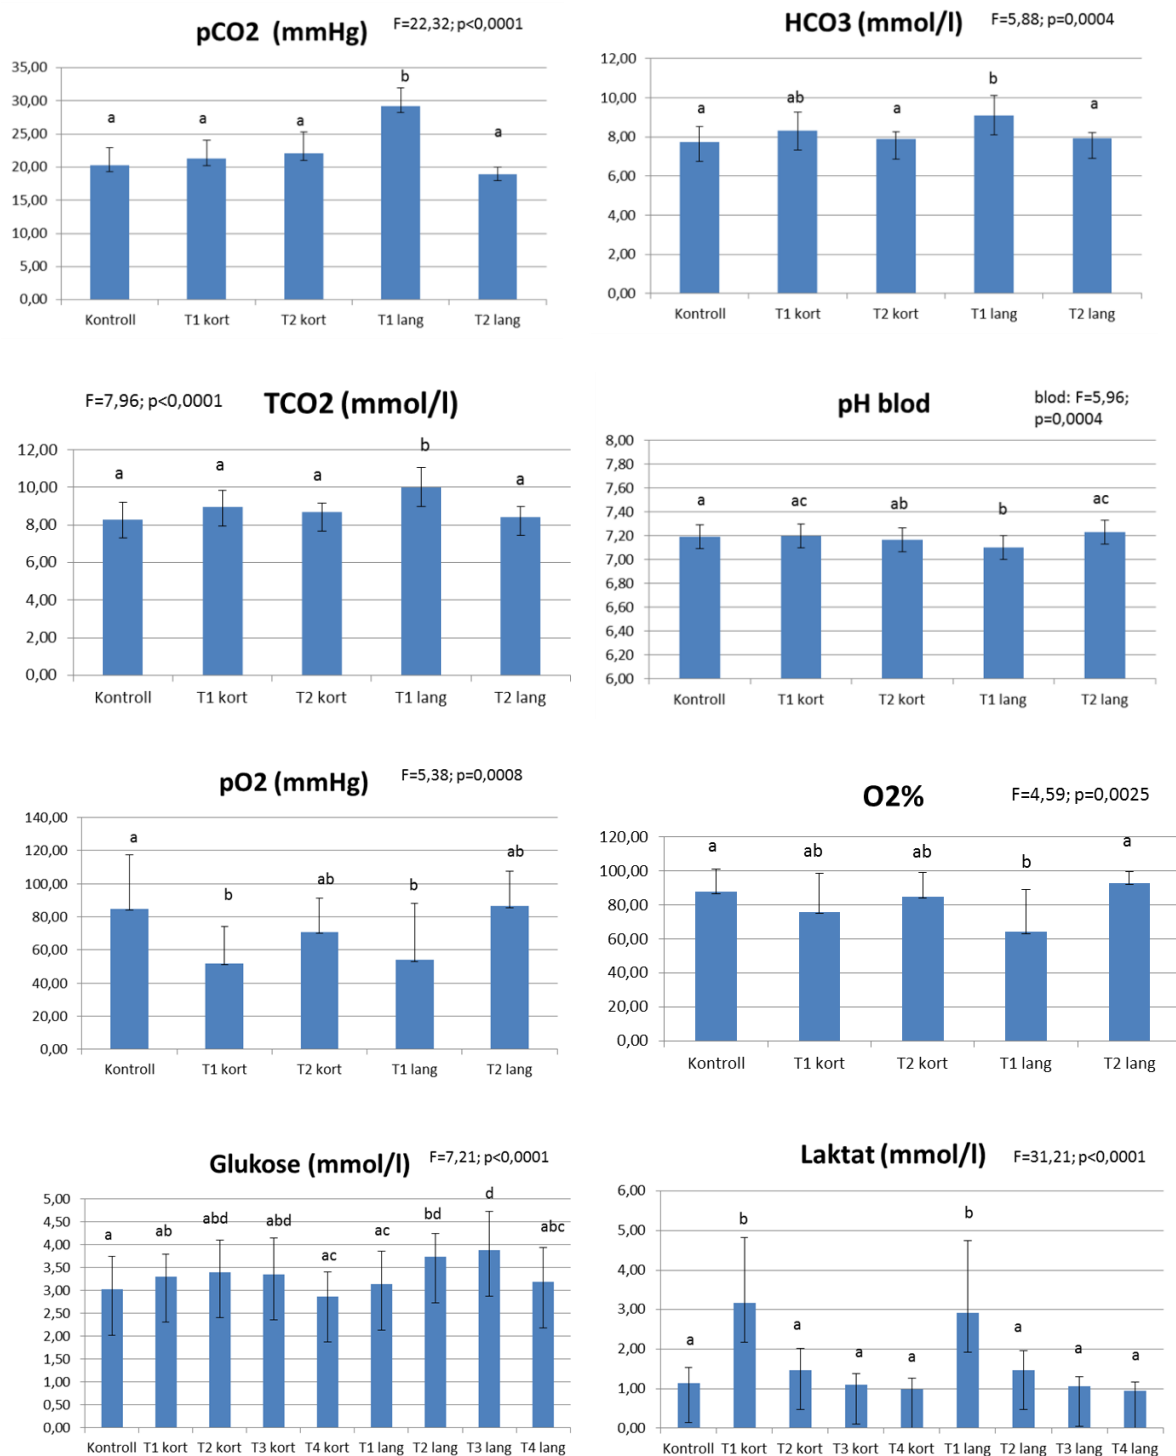 pCO2 (mmHg)
F=22,32; p<0,0001
35,00
30,00
25,00
20,00
15,00
10,00
5,00
0,00
a
a
a
b
a
Kontroll T1 kort T2 kort T1 lang T2 lang
HCO3 (mmol/l)
F=5,88; p=0,0004
12,00
10,00
8,00
6,00
4,00
2,00
0,00
a
ab
a
b
a
Kontroll T1 kort T2 kort T1 lang T2 lang
F=7,96; p<0,0001
TCO2 (mmol/l)
12,00
10,00
8,00
6,00
4,00
2,00
0,00
a
a
a
b
a
Kontroll T1 kort T2 kort T1 lang T2 lang
pH blod
blod: F=5,96;
p=0,0004
8,00
7,80
7,60
7,40
7,20
7,00
6,80
6,60
6,40
6,20
6,00
a
ac
ab
b
ac
Kontroll T1 kort T2 kort T1 lang T2 lang
pO2 (mmHg)
F=5,38; p=0,0008
140,00
120,00
100,00
80,00
60,00
40,00
20,00
0,00
a
b
ab
b
ab
Kontroll T1 kort T2 kort T1 lang T2 lang
O2%
F=4,59; p=0,0025
120,00
100,00
80,00
60,00
40,00
20,00
0,00
a
ab
ab
b
a
Kontroll T1 kort T2 kort T1 lang T2 lang
Glukose (mmol/l)
F=7,21; p<0,0001
5,00
4,50
4,00
3,50
3,00
2,50
2,00
1,50
1,00
0,50
0,00
a
ab
abd
abd
ac
ac
bd
d
abc
Kontroll T1 kort T2 kort T3 kort T4 kort T1 lang T2 lang T3 lang T4 lang
Laktat (mmol/l)
F=31,21; p<0,0001
6,00
5,00
4,00
3,00
2,00
1,00
0,00
a
b
a
a
a
b
a
a
a
Kontroll T1 kort T2 kort T3 kort T4 kort T1 lang T2 lang T3 lang T4 lang